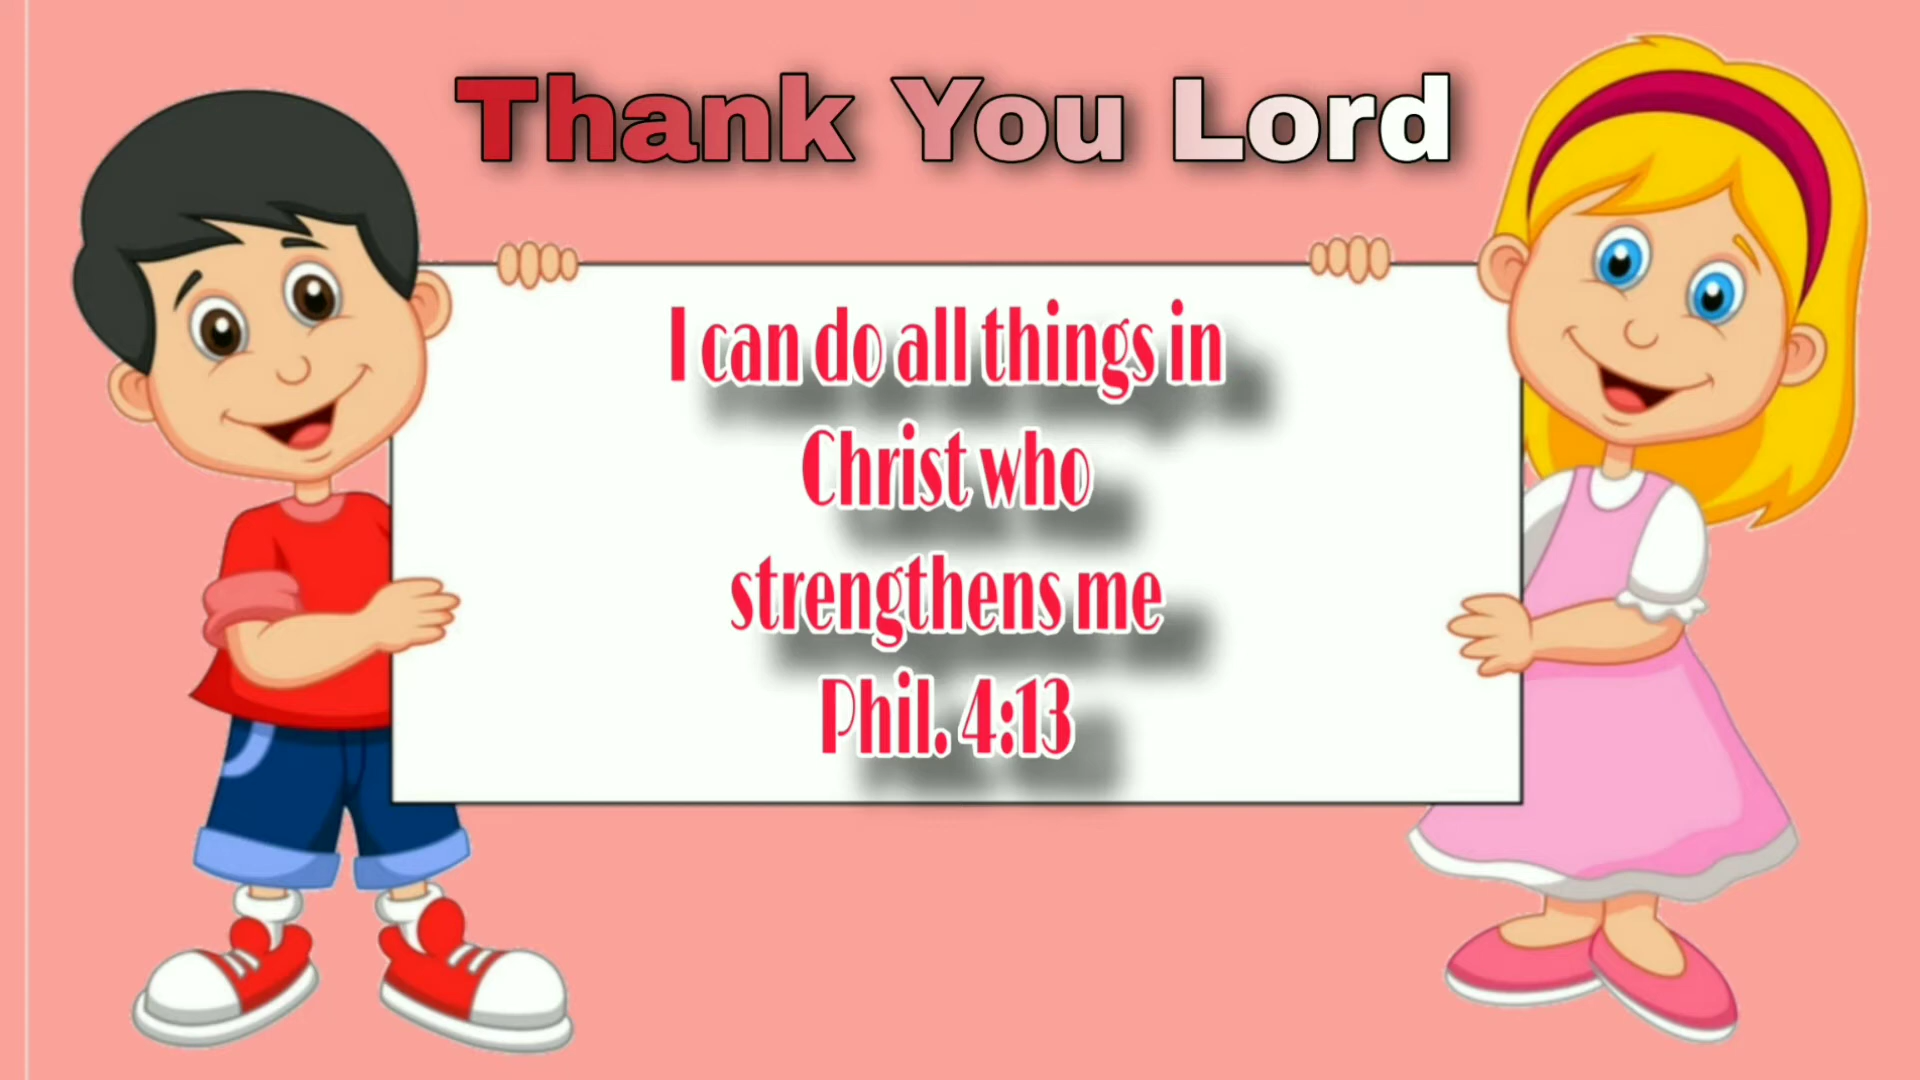 Thank You Lord
I can do all things in
Christ who
strengthens me
Phil. 4:13